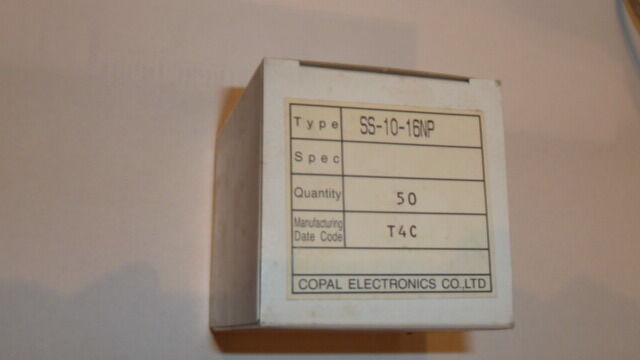 Type SS-10-16NP
Spec
Quantity 50
Manufacturing
Date Code T4C
COPAL ELECTRONICS CO.,LTD